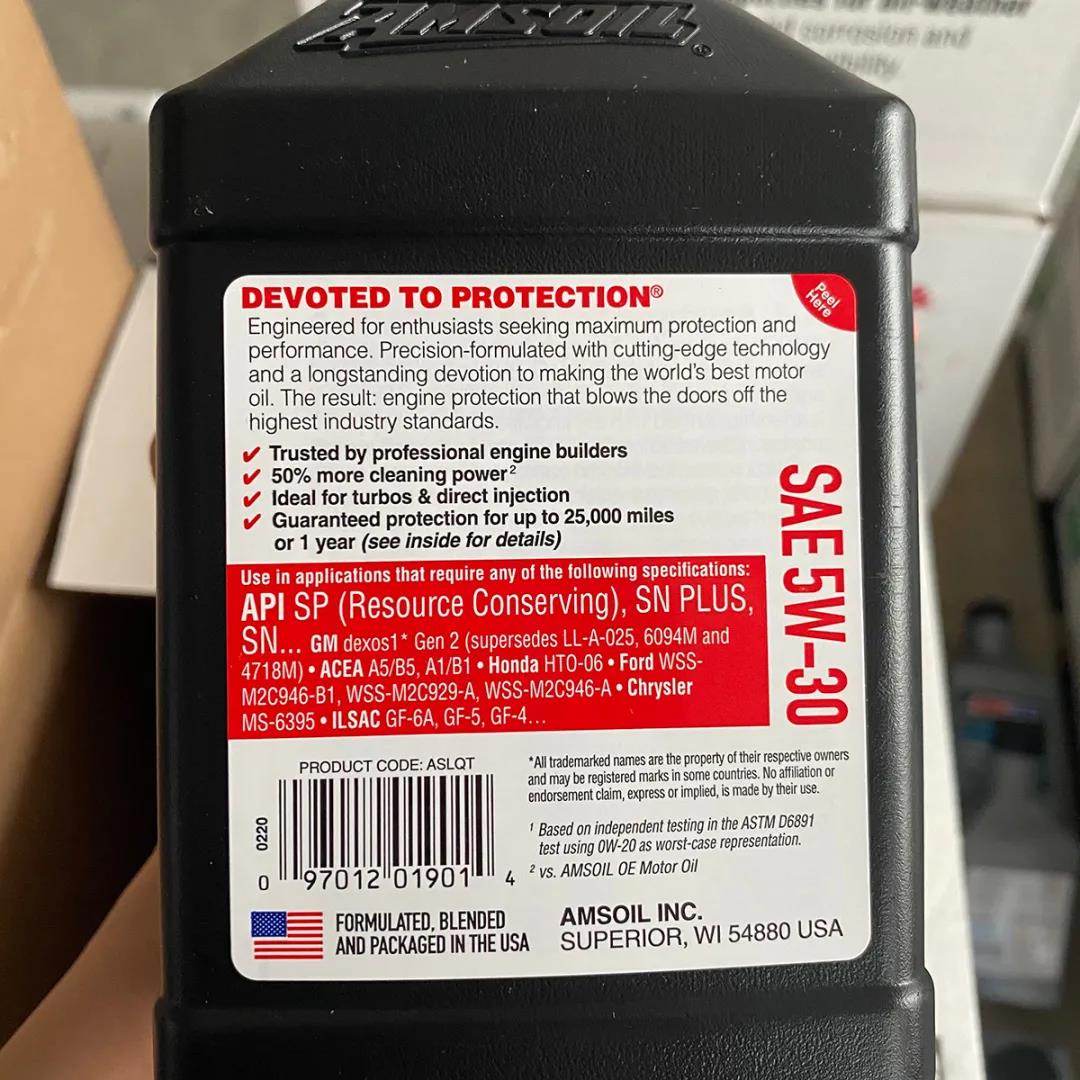 AMSOIL®
corrosion and
DEVOTED TO PROTECTION®
Peel
Here
Engineered for enthusiasts seeking maximum protection and
performance. Precision-formulated with cutting-edge technology
and a longstanding devotion to making the world's best motor
oil. The result: engine protection that blows the doors off the
highest industry standards.
✔ Trusted by professional engine builders
✔ 50% more cleaning power²
✔ Ideal for turbos & direct injection
✔ Guaranteed protection for up to 25,000 miles
or 1 year (see inside for details)
SAE 5W-30
Use in applications that require any of the following specifications:
API SP (Resource Conserving), SN PLUS,
SN... GM dexos1* Gen 2 (supersedes LL-A-025, 6094M and
4718M) • ACEA A5/B5, A1/B1 • Honda HTO-06 • Ford WSS-
M2C946-B1, WSS-M2C929-A, WSS-M2C946-A • Chrysler
MS-6395 • ILSAC GF-6A, GF-5, GF-4...
PRODUCT CODE: ASLQT
0220
0 97012 01901 4
*All trademarked names are the property of their respective owners
and may be registered marks in some countries. No affiliation or
endorsement claim, express or implied, is made by their use.
¹ Based on independent testing in the ASTM D6891
test using 0W-20 as worst-case representation.
² vs. AMSOIL OE Motor Oil
FORMULATED, BLENDED
AND PACKAGED IN THE USA
AMSOIL INC.
SUPERIOR, WI 54880 USA